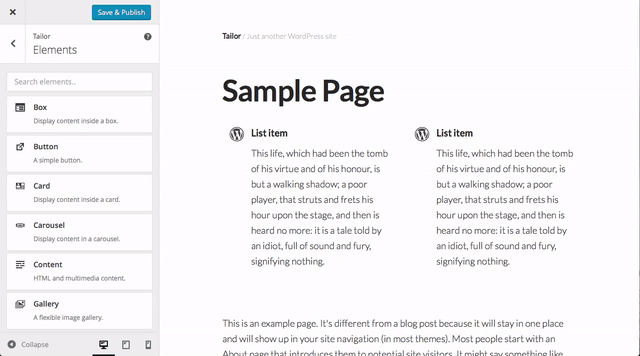 Save & Publish
Tailor
Elements
Search elements..
Box
Display content inside a box.
Button
A simple button.
Card
Display content inside a card.
Carousel
Display content in a carousel.
Content
HTML and multimedia content.
Gallery
A flexible image gallery.
Collapse
Tailor / Just another WordPress site
Sample Page
List item
This life, which had been the tomb
of his virtue and of his honour, is
but a walking shadow; a poor
player, that struts and frets his
hour upon the stage, and then is
heard no more: it is a tale told by
an idiot, full of sound and fury,
signifying nothing.
List item
This life, which had been the tomb
of his virtue and of his honour, is
but a walking shadow; a poor
player, that struts and frets his
hour upon the stage, and then is
heard no more: it is a tale told by
an idiot, full of sound and fury,
signifying nothing.
This is an example page. It's different from a blog post because it will stay in one place
and will show up in your site navigation (in most themes). Most people start with an
About page that introduces them to potential site visitors. It might say something like